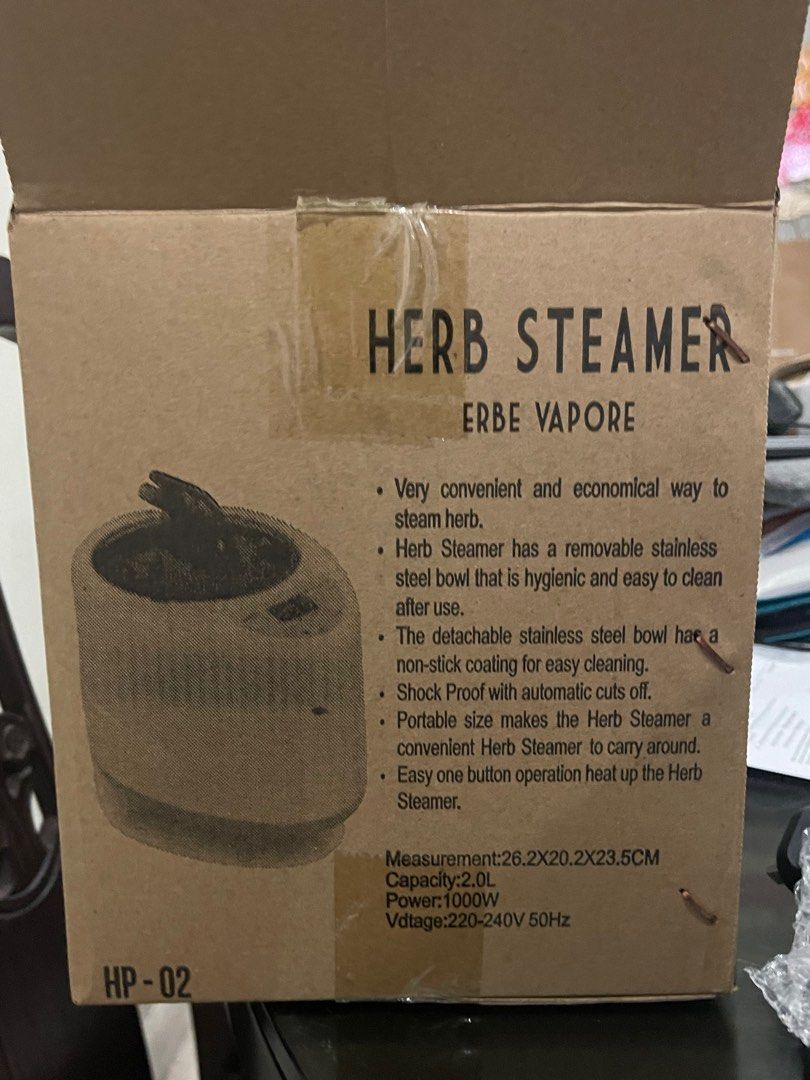 HERB STEAMER
ERBE VAPORE
• Very convenient and economical way to
steam herb.
• Herb Steamer has a removable stainless
steel bowl that is hygienic and easy to clean
after use.
• The detachable stainless steel bowl has a
non-stick coating for easy cleaning.
• Shock Proof with automatic cuts off.
• Portable size makes the Herb Steamer a
convenient Herb Steamer to carry around.
• Easy one button operation heat up the Herb
Steamer.
Measurement:26.2X20.2X23.5CM
Capacity:2.0L
Power:1000W
Vdtage:220-240V 50Hz
HP-02